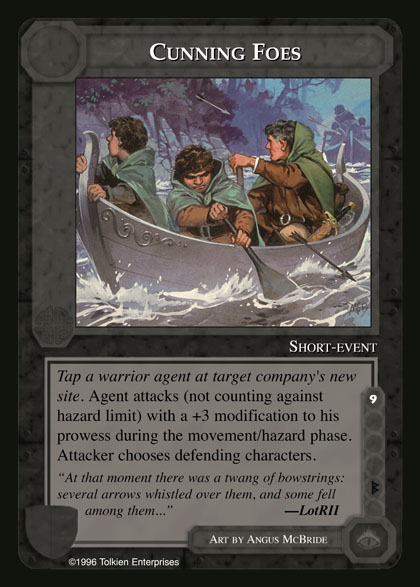 Cunning Foes
Short-event
Tap a warrior agent at target company's new
site. Agent attacks (not counting against
hazard limit) with a +3 modification to his
prowess during the movement/hazard phase.
Attacker chooses defending characters.
9
“At that moment there was a twang of bowstrings:
several arrows whistled over them, and some fell
among them...” —LotRII
Art by Angus McBride
©1996 Tolkien Enterprises